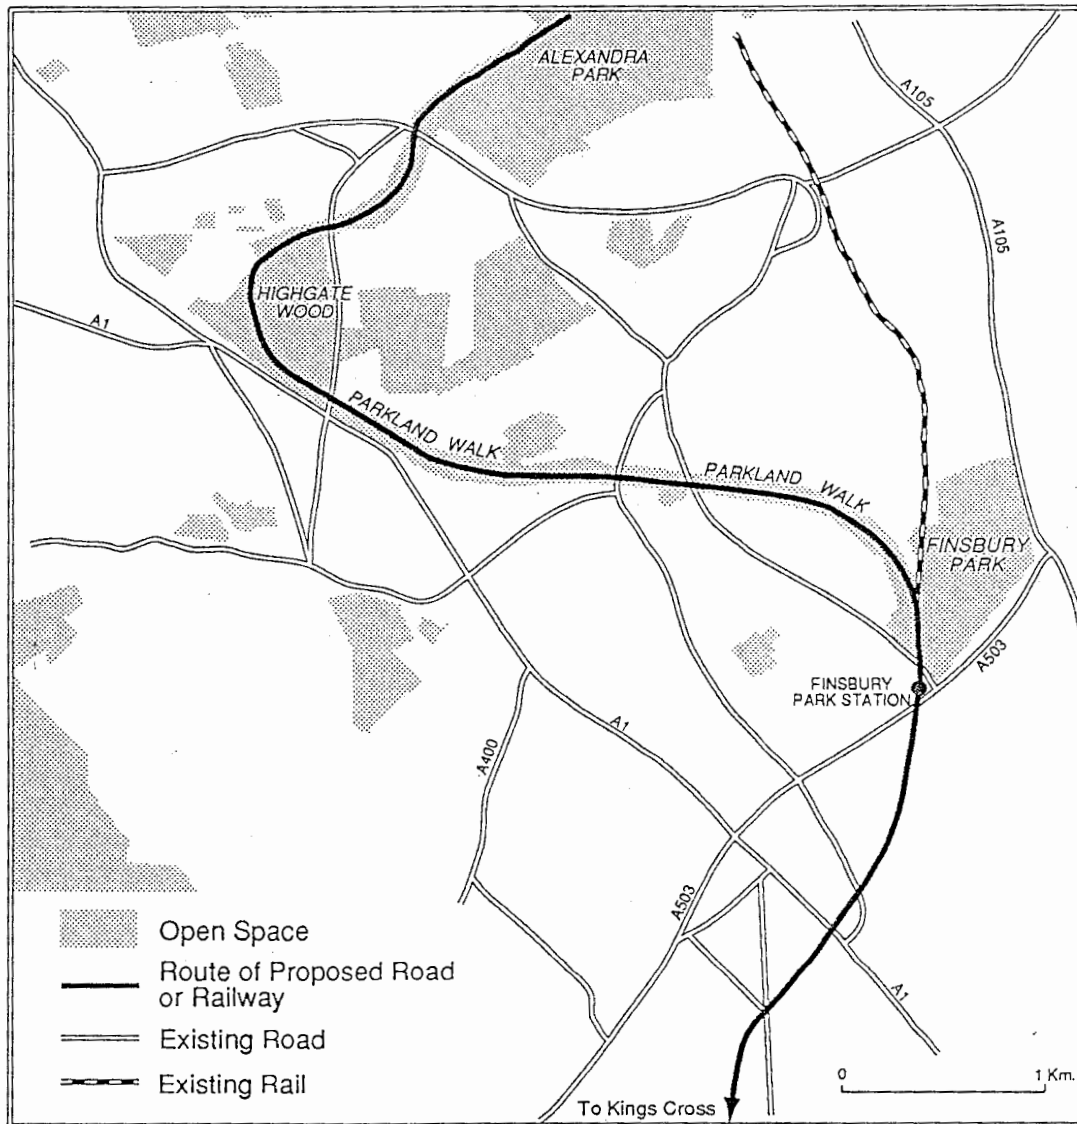 ALEXANDRA
PARK
A105
A105
HIGHGATE
WOOD
A1
PARKLAND WALK
PARKLAND WALK
FINSBURY
PARK
A503
FINSBURY
PARK STATION
A1
A400
A503
A1
Open Space
Route of Proposed Road
or Railway
Existing Road
Existing Rail
0 1 Km.
To Kings Cross